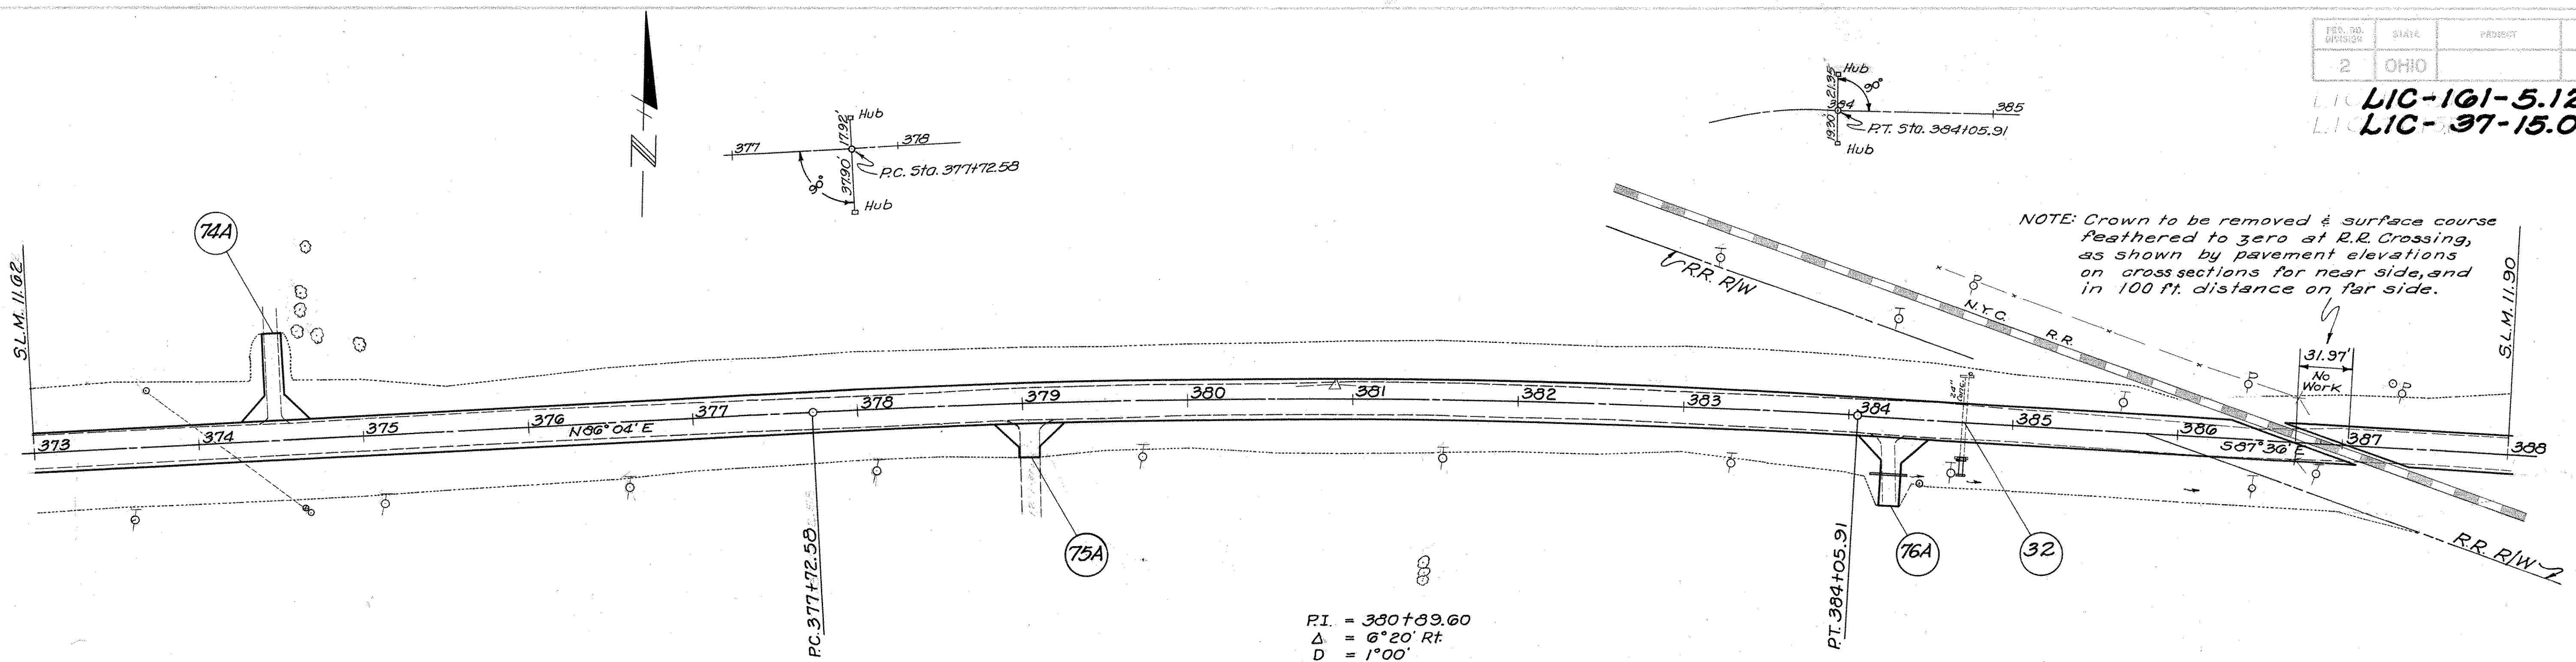 FED. RD. DIVISION
STATE
PROJECT
2
OHIO
LIC-161-5.12
LIC-37-15.0
N
377
378
17.92'
Hub
37.90'
90°
Hub
P.C. Sta. 377+72.58
Hub
21.95'
90°
384
385
19.30'
P.T. Sta. 384+05.91
Hub
NOTE: Crown to be removed & surface course
feathered to zero at R.R. Crossing,
as shown by pavement elevations
on cross sections for near side, and
in 100 ft. distance on far side.
74A
S.L.M. 11.62
R.R. R/W
N.Y.C. R.R.
S.L.M. 11.90
31.97'
No
Work
373
374
375
376
N86°04'E
377
378
379
380
381
382
383
384
385
386
S87°36'E
387
388
24" Conc.
P.C. 377+72.58
75A
P.T. 384+05.91
76A
32
R.R. R/W
P.I. = 380+89.60
Δ = 6°20' Rt.
D = 1°00'